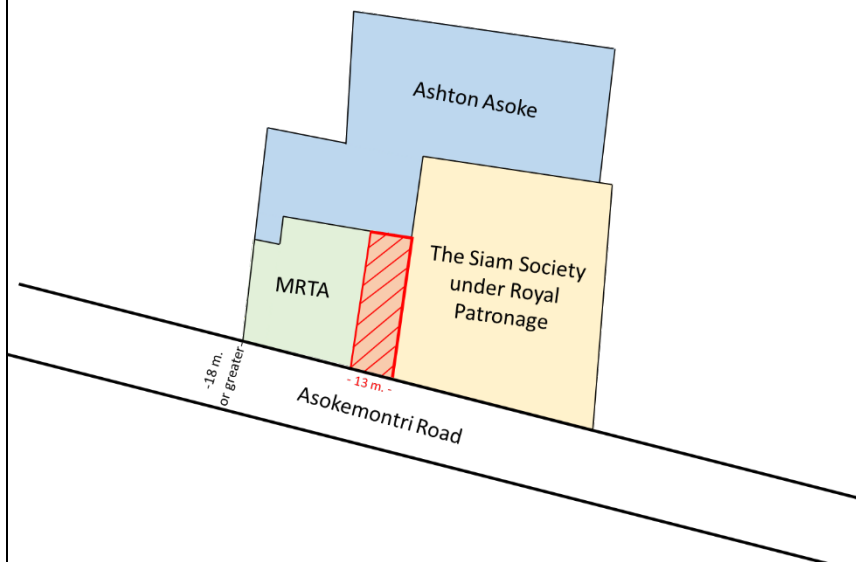 Ashton Asoke
The Siam Society
under Royal
Patronage
MRTA
-18 m.
or greater-
- 13 m. -
Asokemontri Road